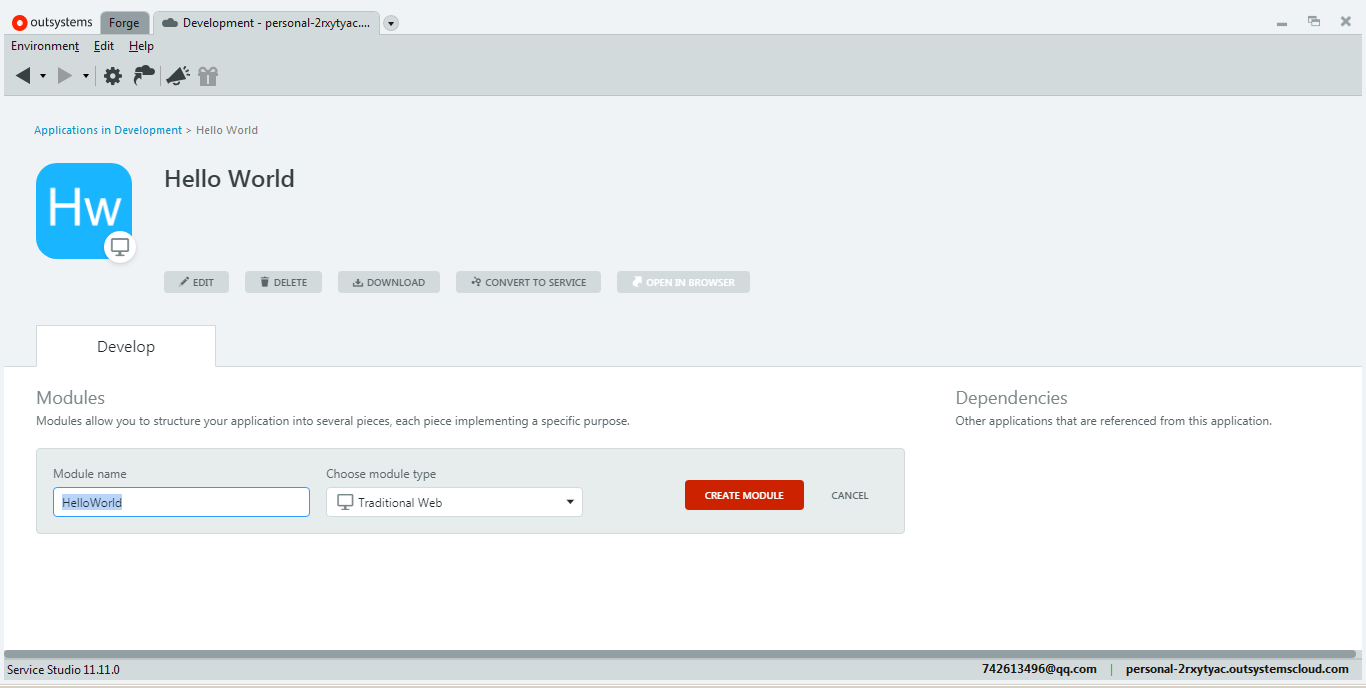 outsystems Forge Development - personal-2rxytyac....
Environment Edit Help
Applications in Development > Hello World
Hw
Hello World
EDIT DELETE DOWNLOAD CONVERT TO SERVICE OPEN IN BROWSER
Develop
Modules
Modules allow you to structure your application into several pieces, each piece implementing a specific purpose.
Module name Choose module type
HelloWorld Traditional Web CREATE MODULE CANCEL
Dependencies
Other applications that are referenced from this application.
Service Studio 11.11.0 742613496@qq.com | personal-2rxytyac.outsystemscloud.com